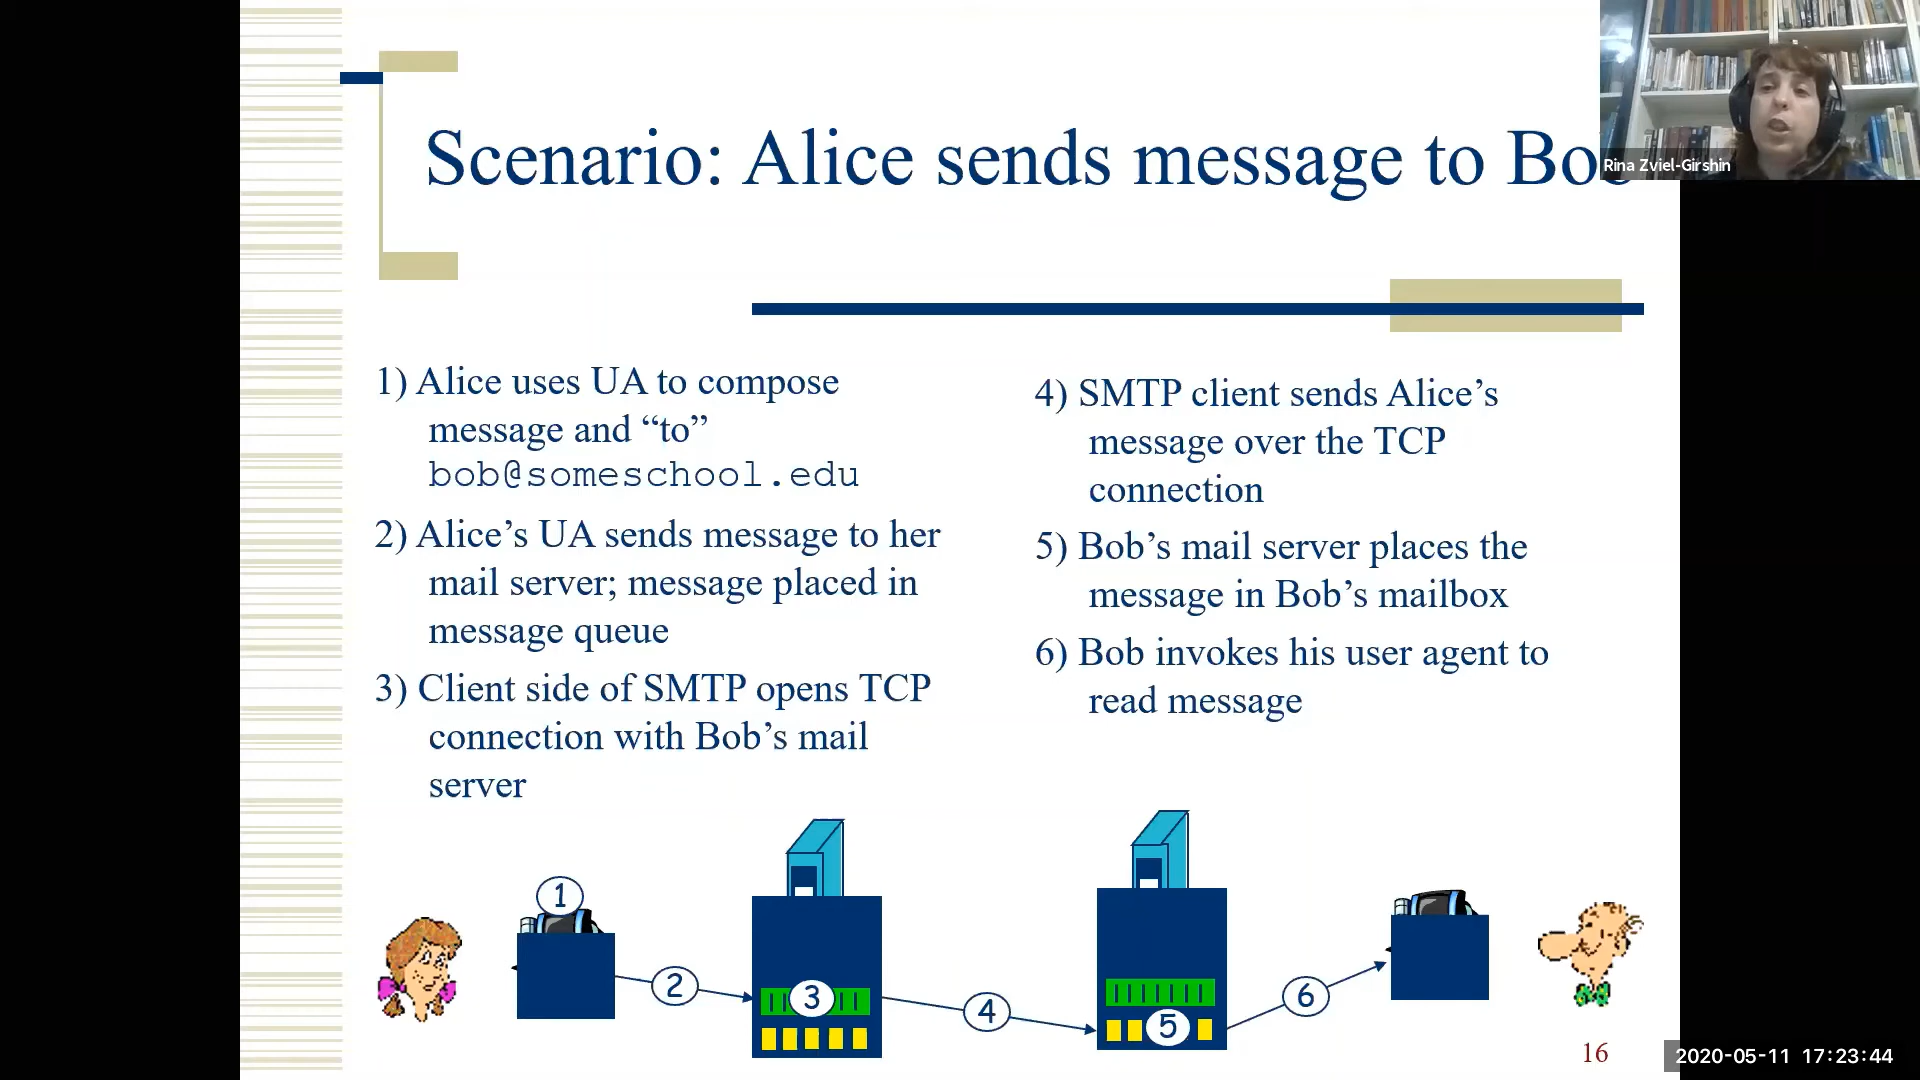 Scenario: Alice sends message to Bob
Rina Zviel-Girshin
1) Alice uses UA to compose
message and “to”
bob@someschool.edu
2) Alice’s UA sends message to her
mail server; message placed in
message queue
3) Client side of SMTP opens TCP
connection with Bob’s mail
server
4) SMTP client sends Alice’s
message over the TCP
connection
5) Bob’s mail server places the
message in Bob’s mailbox
6) Bob invokes his user agent to
read message
1
2
3
4
5
6
16
2020-05-11 17:23:44